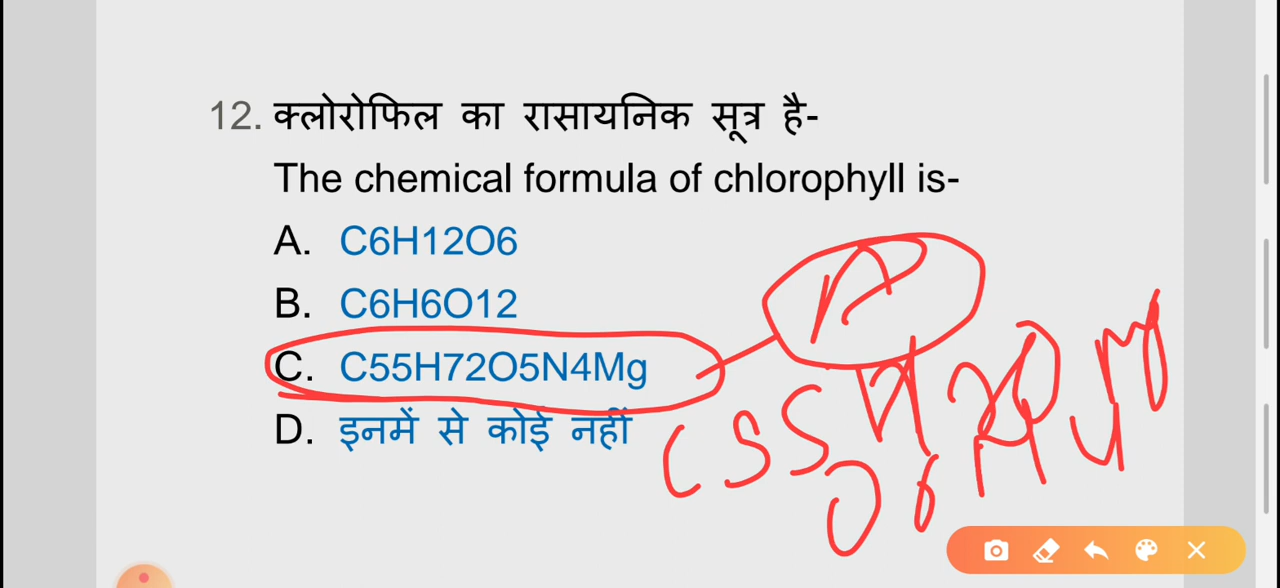 12. क्लोरोफिल का रासायनिक सूत्र है-
The chemical formula of chlorophyll is-
A. C6H12O6
B. C6H6O12
C. C55H72O5N4Mg
D. इनमें से कोई नहीं